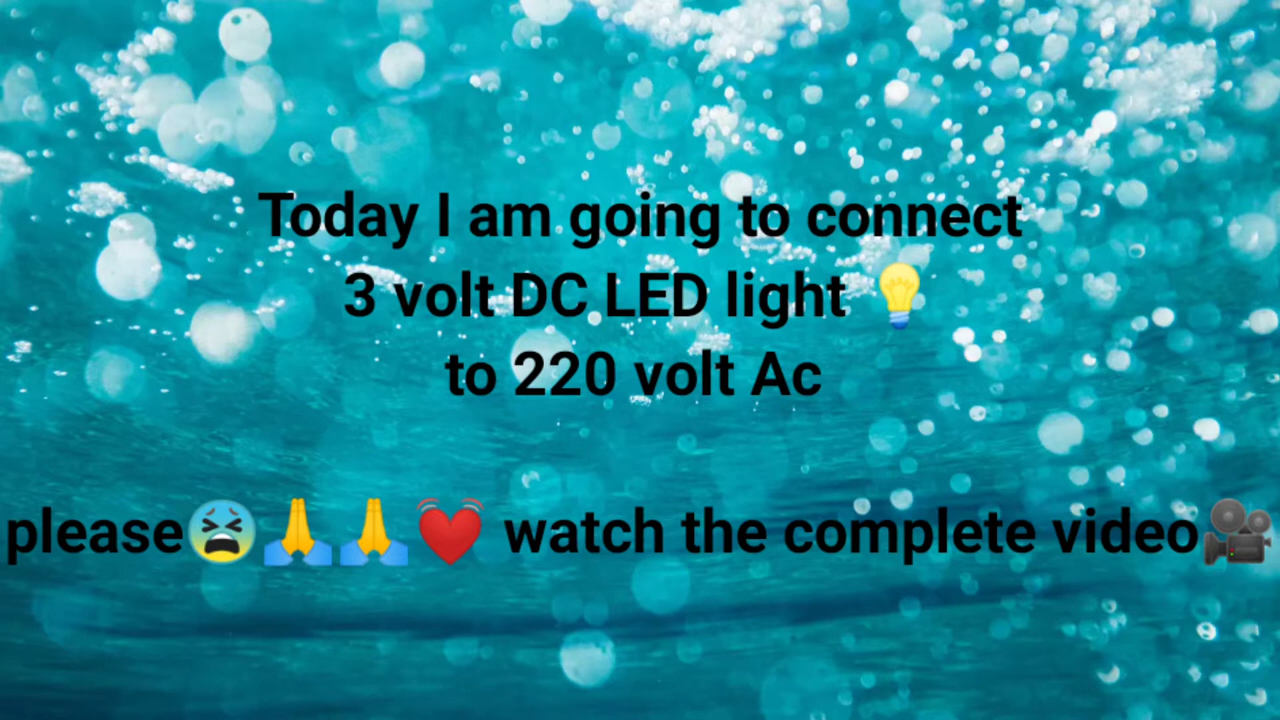 Today I am going to connect
3 volt DC LED light 💡
to 220 volt Ac
please😫🙏🙏💓 watch the complete video🎥